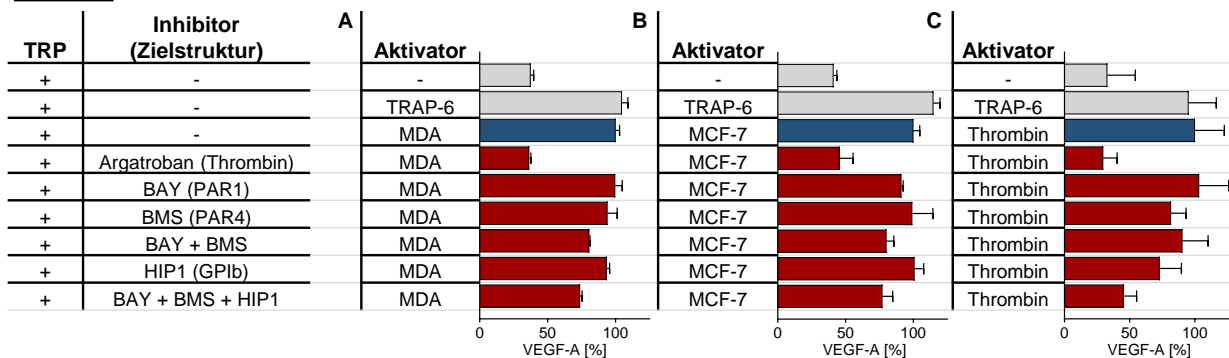 A B C
Inhibitor
TRP (Zielstruktur) Aktivator Aktivator Aktivator
+ - - - -
+ - TRAP-6 TRAP-6 TRAP-6
+ - MDA MCF-7 Thrombin
+ Argatroban (Thrombin) MDA MCF-7 Thrombin
+ BAY (PAR1) MDA MCF-7 Thrombin
+ BMS (PAR4) MDA MCF-7 Thrombin
+ BAY + BMS MDA MCF-7 Thrombin
+ HIP1 (GPIb) MDA MCF-7 Thrombin
+ BAY + BMS + HIP1 MDA MCF-7 Thrombin
0 50 100 0 50 100 0 50 100
VEGF-A [%] VEGF-A [%] VEGF-A [%]